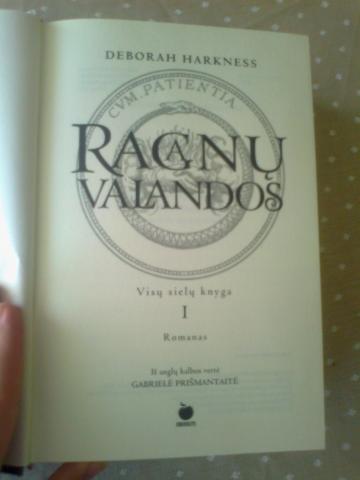 DEBORAH HARKNESS
CVM PATIENTIA
RAGANŲ
VALANDOS
Visų sielų knyga
I
Romanas
Iš anglų kalbos vertė
GABRIELĖ PRIŠMANTAITĖ